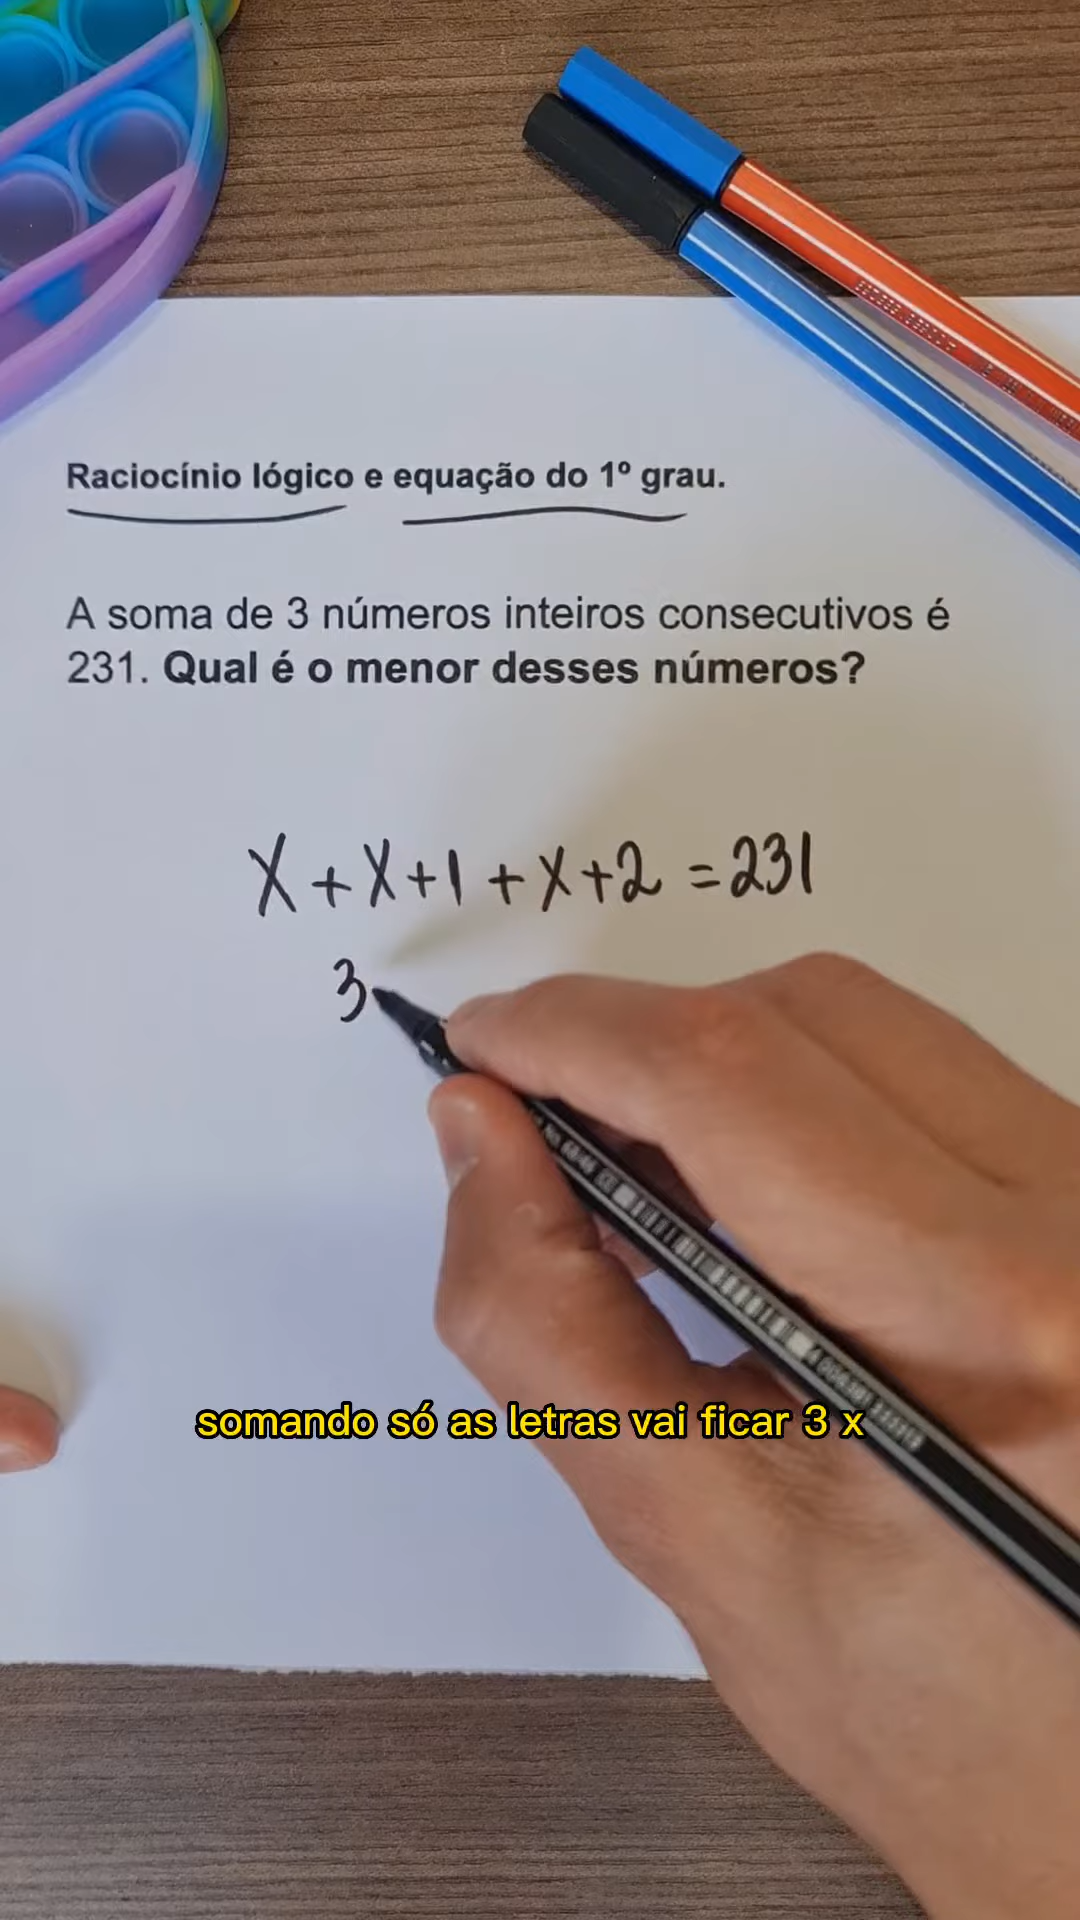 Raciocínio lógico e equação do 1º grau.
A soma de 3 números inteiros consecutivos é
231. Qual é o menor desses números?
X + X + 1 + X + 2 = 231
3
somando só as letras vai ficar 3 x